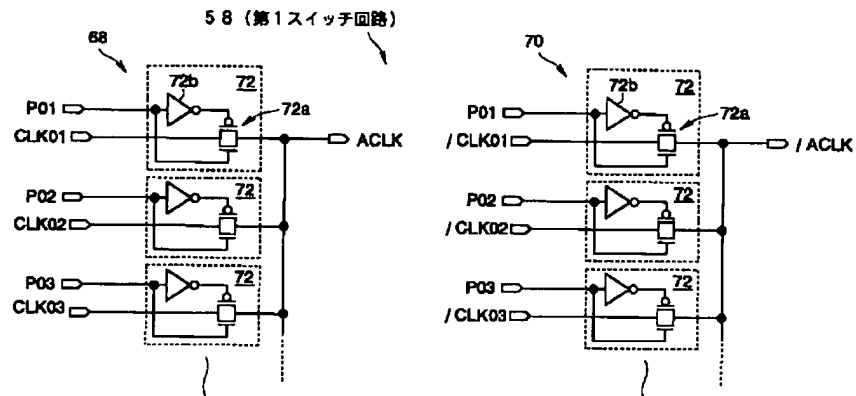 58（第1スイッチ回路）
68
72b
72
P01
72a
CLK01
ACLK
P02
72
CLK02
P03
72
CLK03
70
72b
72
P01
72a
/CLK01
/ACLK
P02
72
/CLK02
P03
72
/CLK03